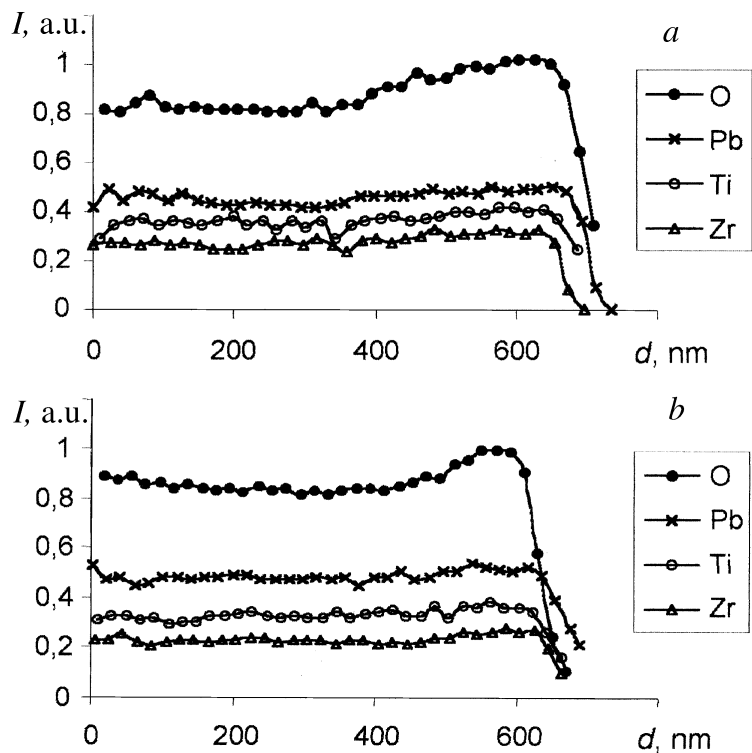 I, a.u.
a
1
0,8
0,6
0,4
0,2
0
O
Pb
Ti
Zr
0 200 400 600 d, nm
I, a.u.
b
1
0,8
0,6
0,4
0,2
0
O
Pb
Ti
Zr
0 200 400 600 d, nm